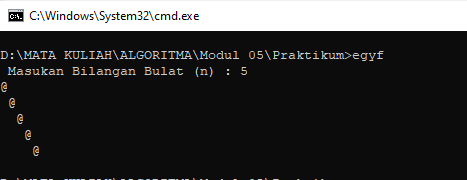 C:\Windows\System32\cmd.exe
D:\MATA KULIAH\ALGORITMA\Modul 05\Praktikum>egyf
 Masukan Bilangan Bulat (n) : 5
@
 @
  @
   @
    @